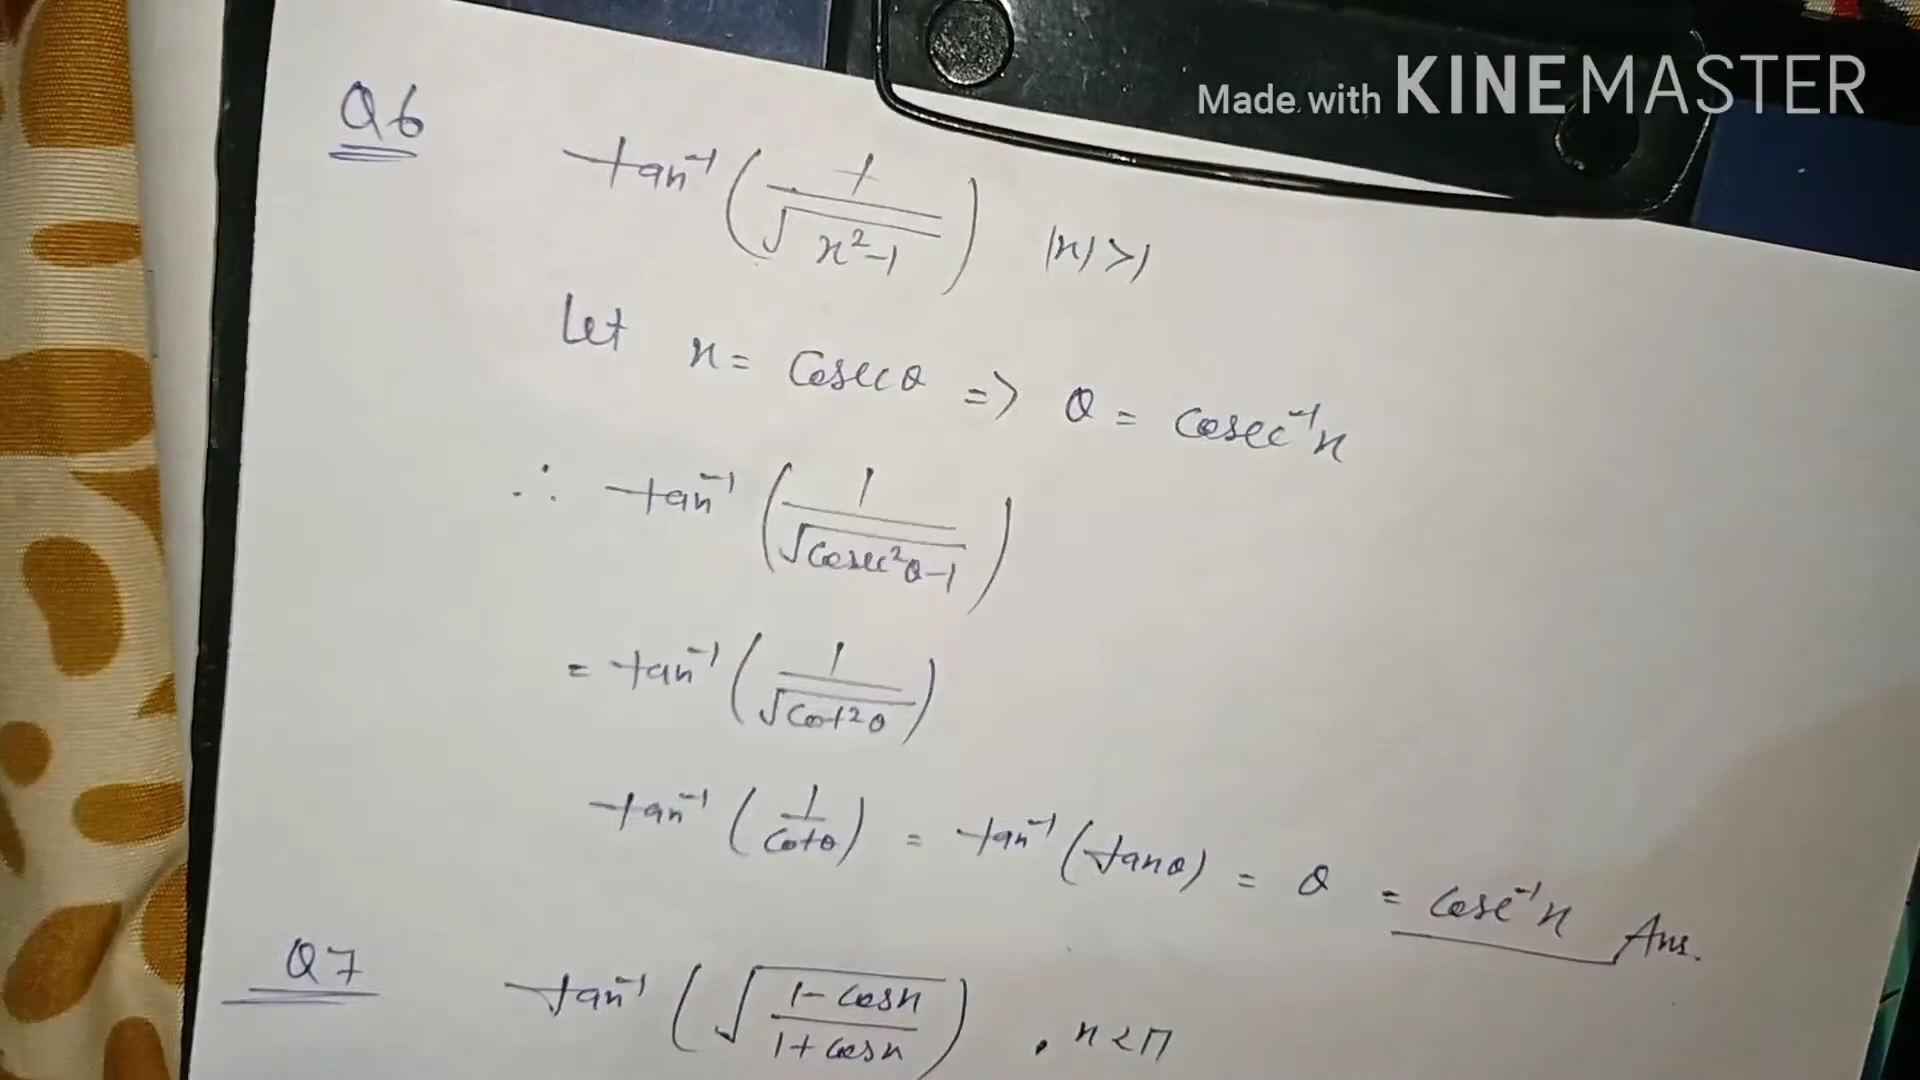 Made with KINEMASTER
Q6
tan⁻¹ (1/√(x²-1)) |x|>1
Let x = Cosecθ => θ = Cosec⁻¹x
∴ tan⁻¹ (1/√(Cosec²θ-1))
= tan⁻¹ (1/√(Cot²θ))
tan⁻¹ (1/Cotθ) = tan⁻¹ (tanθ) = θ = Cosec⁻¹x Ans.
Q7 tan⁻¹ (√((1-Cosx)/(1+Cosx))) , x<π